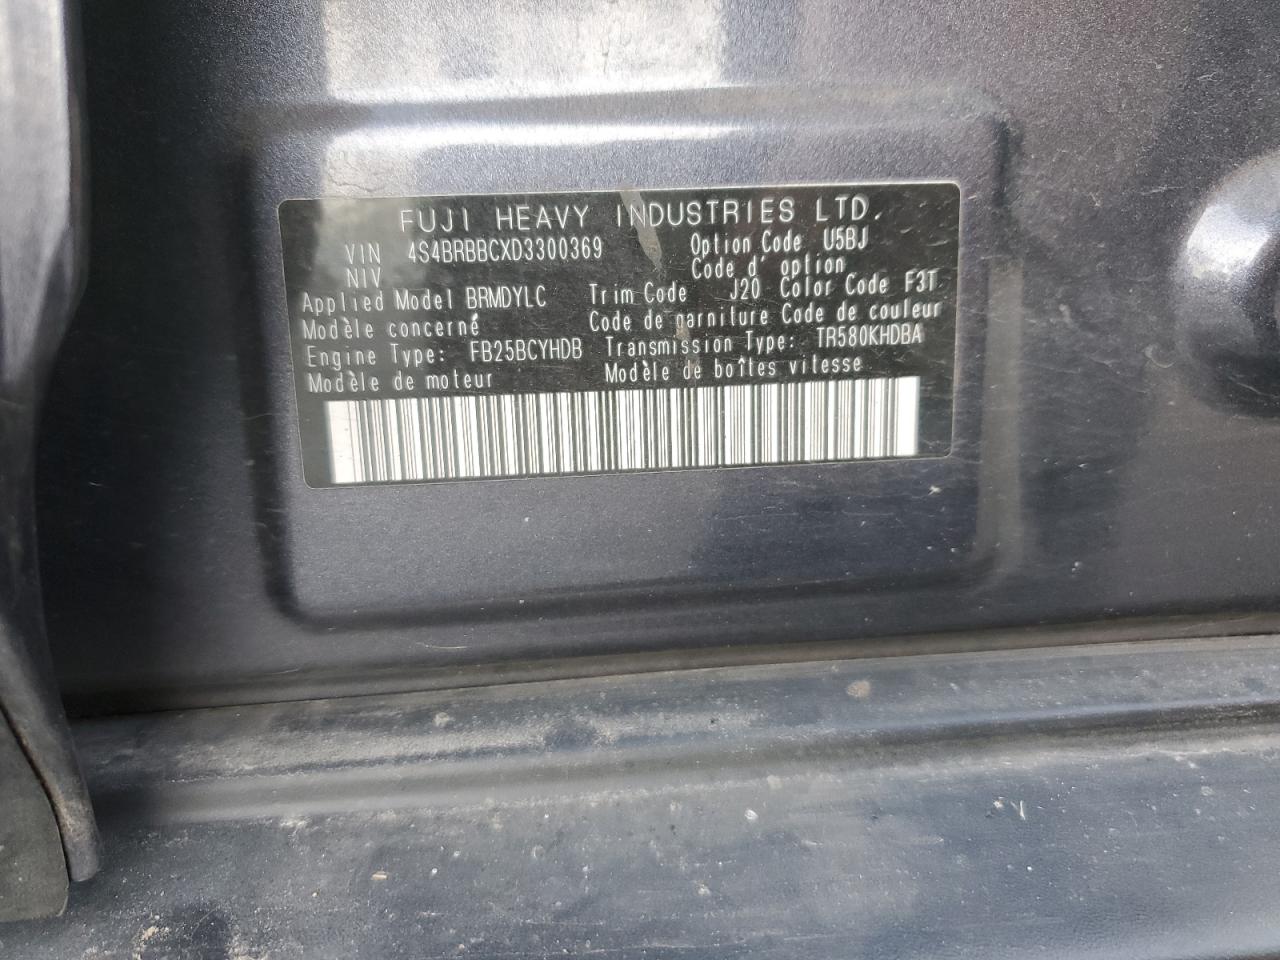 FUJI HEAVY INDUSTRIES LTD.
VIN 4S4BRBBCXD3300369 Option Code U5BJ
NIV Code d' option
Applied Model BRMDYLC Trim Code J20 Color Code F3T
Modèle concerné Code de garniture Code de couleur
Engine Type: FB25BCYHDB Transmission Type: TR580KHDBA
Modèle de moteur Modèle de boîtes vitesse